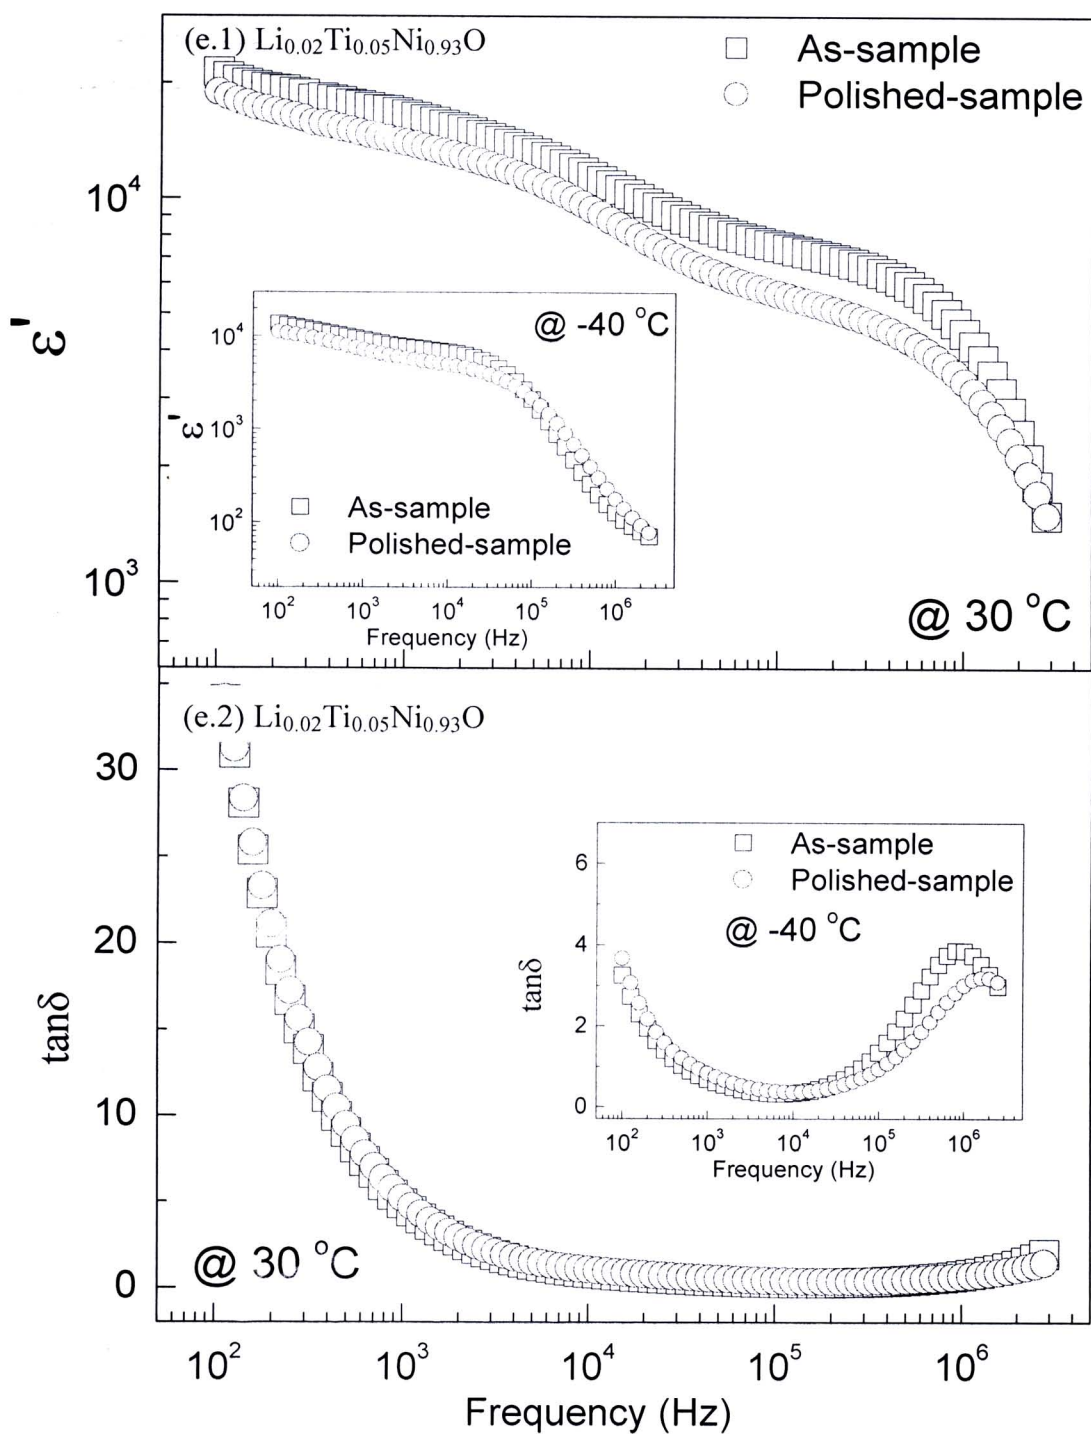 (e.1) Li0.02Ti0.05Ni0.93O
As-sample
Polished-sample
10^4
10^3
ε'
@ 30 °C
@ -40 °C
10^4
10^3
10^2
ε'
As-sample
Polished-sample
10^2 10^3 10^4 10^5 10^6
Frequency (Hz)
(e.2) Li0.02Ti0.05Ni0.93O
30
20
10
0
tanδ
@ 30 °C
As-sample
Polished-sample
@ -40 °C
6
4
2
0
tanδ
10^2 10^3 10^4 10^5 10^6
Frequency (Hz)
10^2 10^3 10^4 10^5 10^6
Frequency (Hz)